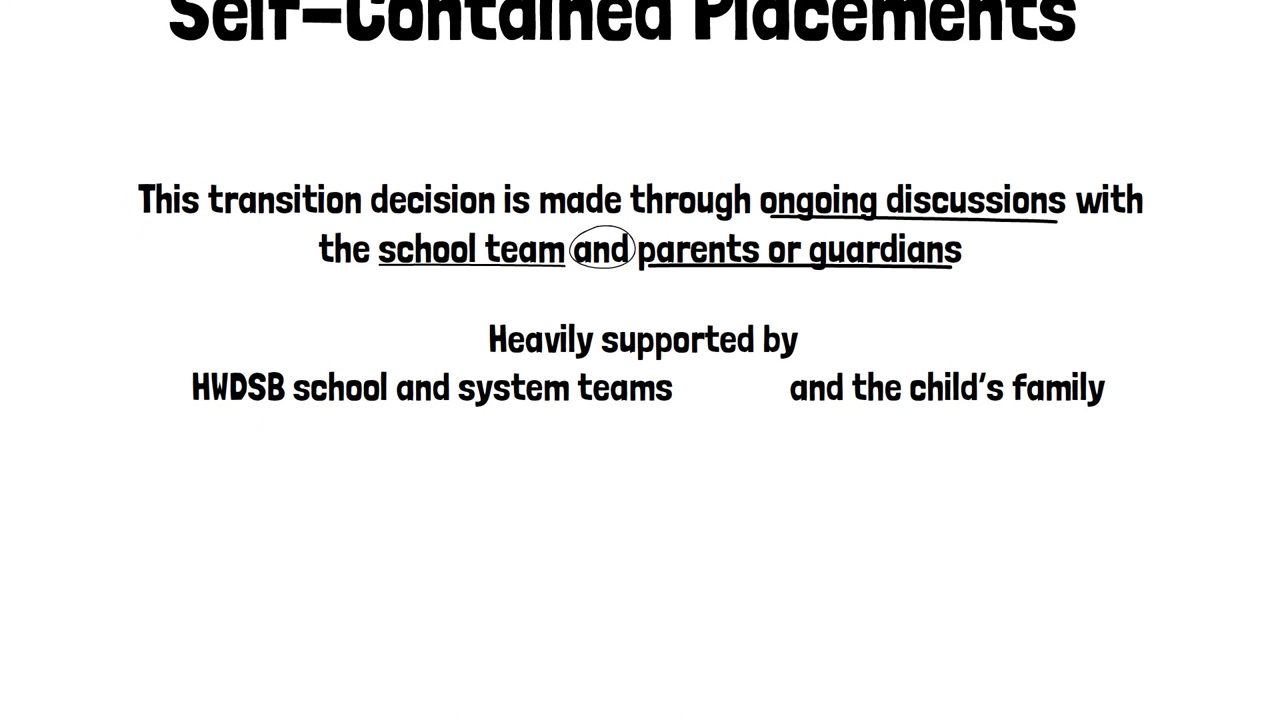 Self-Contained Placements
This transition decision is made through ongoing discussions with
the school team and parents or guardians
Heavily supported by
HWDSB school and system teams and the child's family